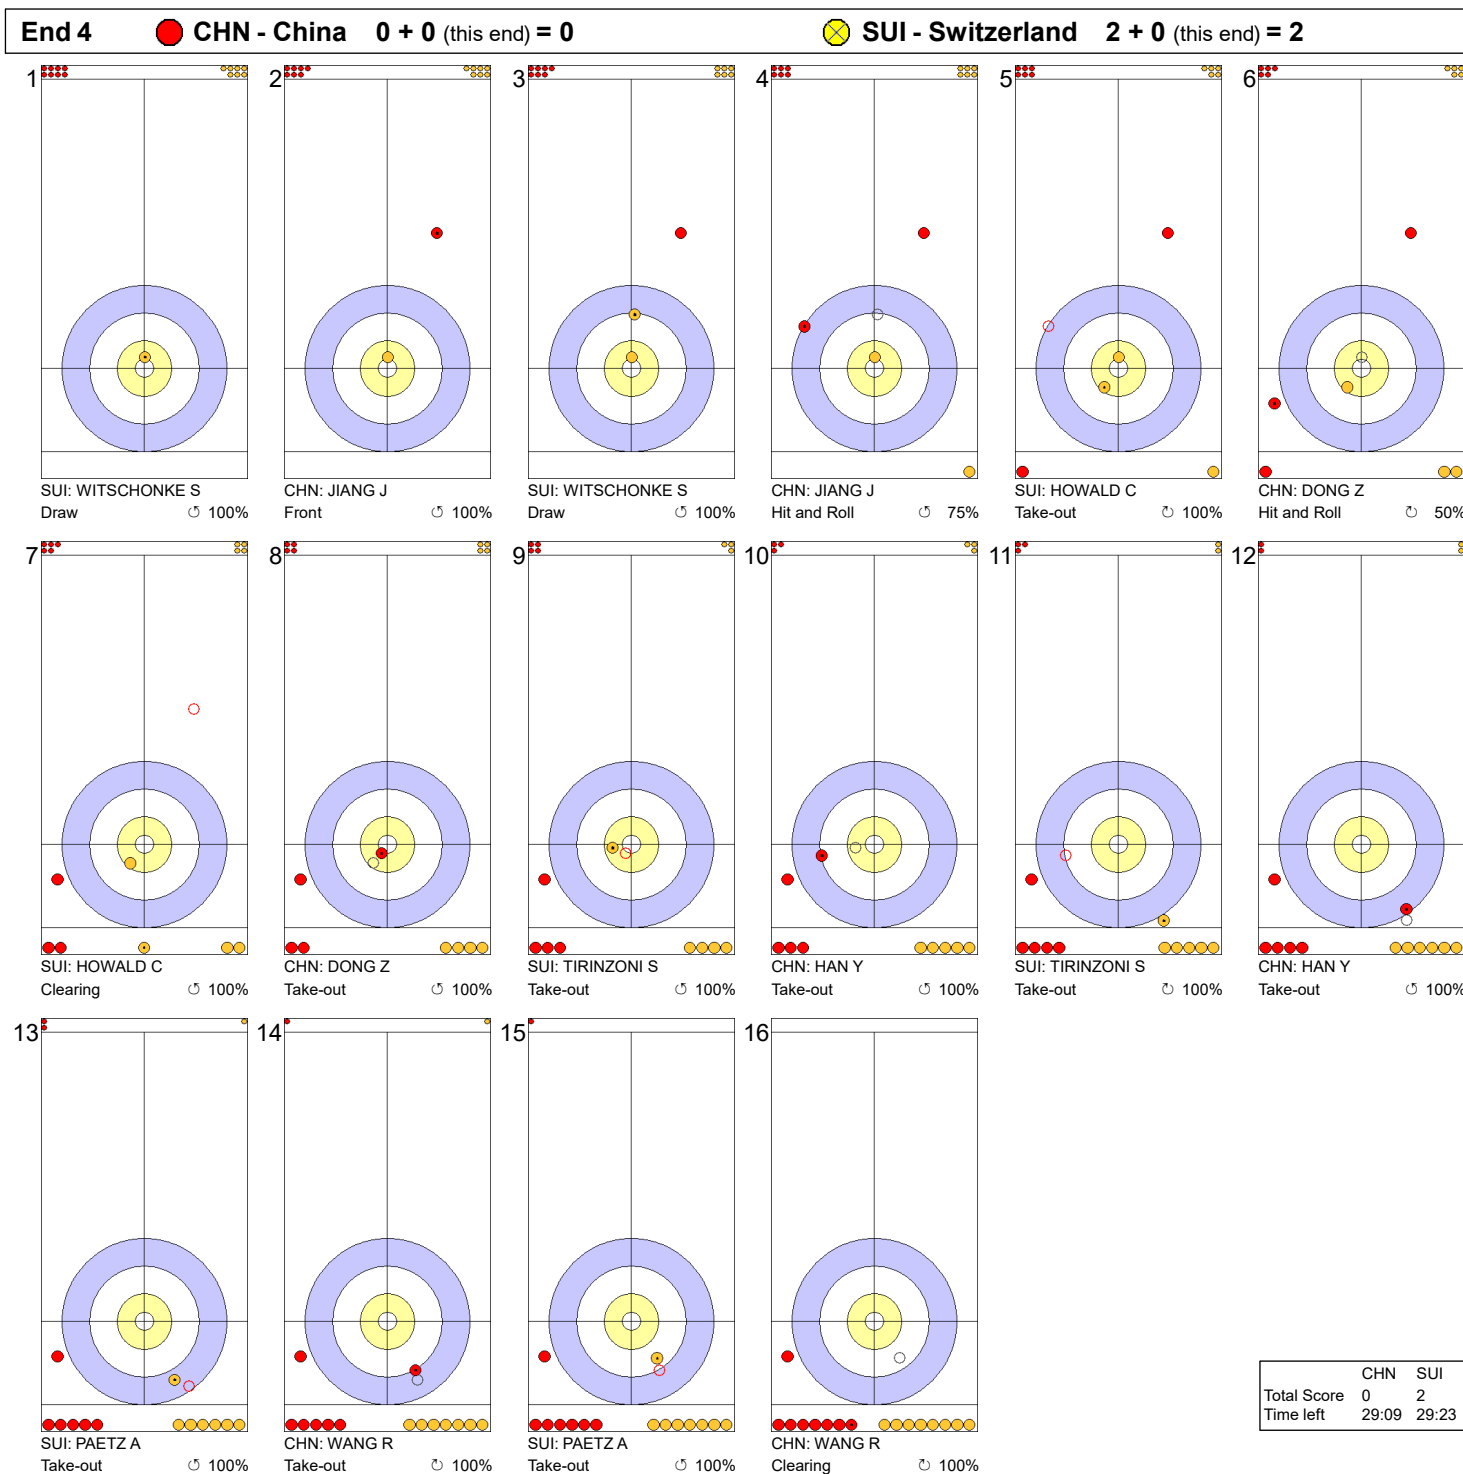 End 4 CHN - China 0 + 0 (this end) = 0 SUI - Switzerland 2 + 0 (this end) = 2
1 2 3 4 5 6
SUI: WITSCHONKE S CHN: JIANG J SUI: WITSCHONKE S CHN: JIANG J SUI: HOWALD C CHN: DONG Z
Draw ↺ 100% Front ↺ 100% Draw ↺ 100% Hit and Roll ↺ 75% Take-out ↻ 100% Hit and Roll ↻ 50%
7 8 9 10 11 12
SUI: HOWALD C CHN: DONG Z SUI: TIRINZONI S CHN: HAN Y SUI: TIRINZONI S CHN: HAN Y
Clearing ↺ 100% Take-out ↺ 100% Take-out ↺ 100% Take-out ↺ 100% Take-out ↻ 100% Take-out ↺ 100%
13 14 15 16
SUI: PAETZ A CHN: WANG R SUI: PAETZ A CHN: WANG R
Take-out ↺ 100% Take-out ↻ 100% Take-out ↺ 100% Clearing ↻ 100%
CHN SUI
Total Score 0 2
Time left 29:09 29:23